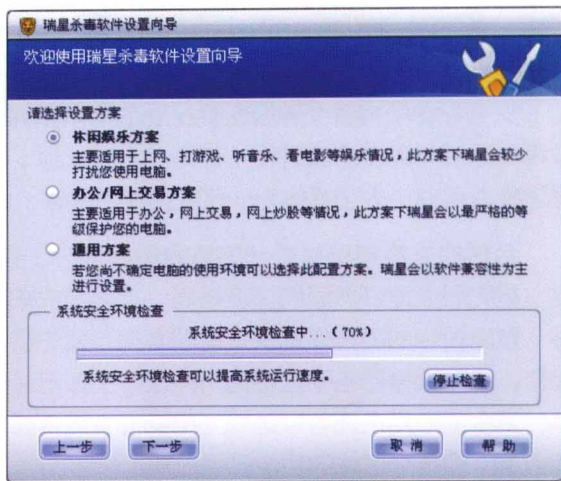 瑞星杀毒软件设置向导
欢迎使用瑞星杀毒软件设置向导
请选择设置方案
休闲娱乐方案
主要适用于上网、打游戏、听音乐、看电影等娱乐情况，此方案下瑞星会较少
打扰您使用电脑。
办公/网上交易方案
主要适用于办公，网上交易，网上炒股等情况，此方案下瑞星会以最严格的等
级保护您的电脑。
通用方案
若您尚不确定电脑的使用环境可以选择此配置方案。瑞星会以软件兼容性为主
进行设置。
系统安全环境检查
系统安全环境检查中...（70%）
系统安全环境检查可以提高系统运行速度。
停止检查
上一步
下一步
取 消
帮 助